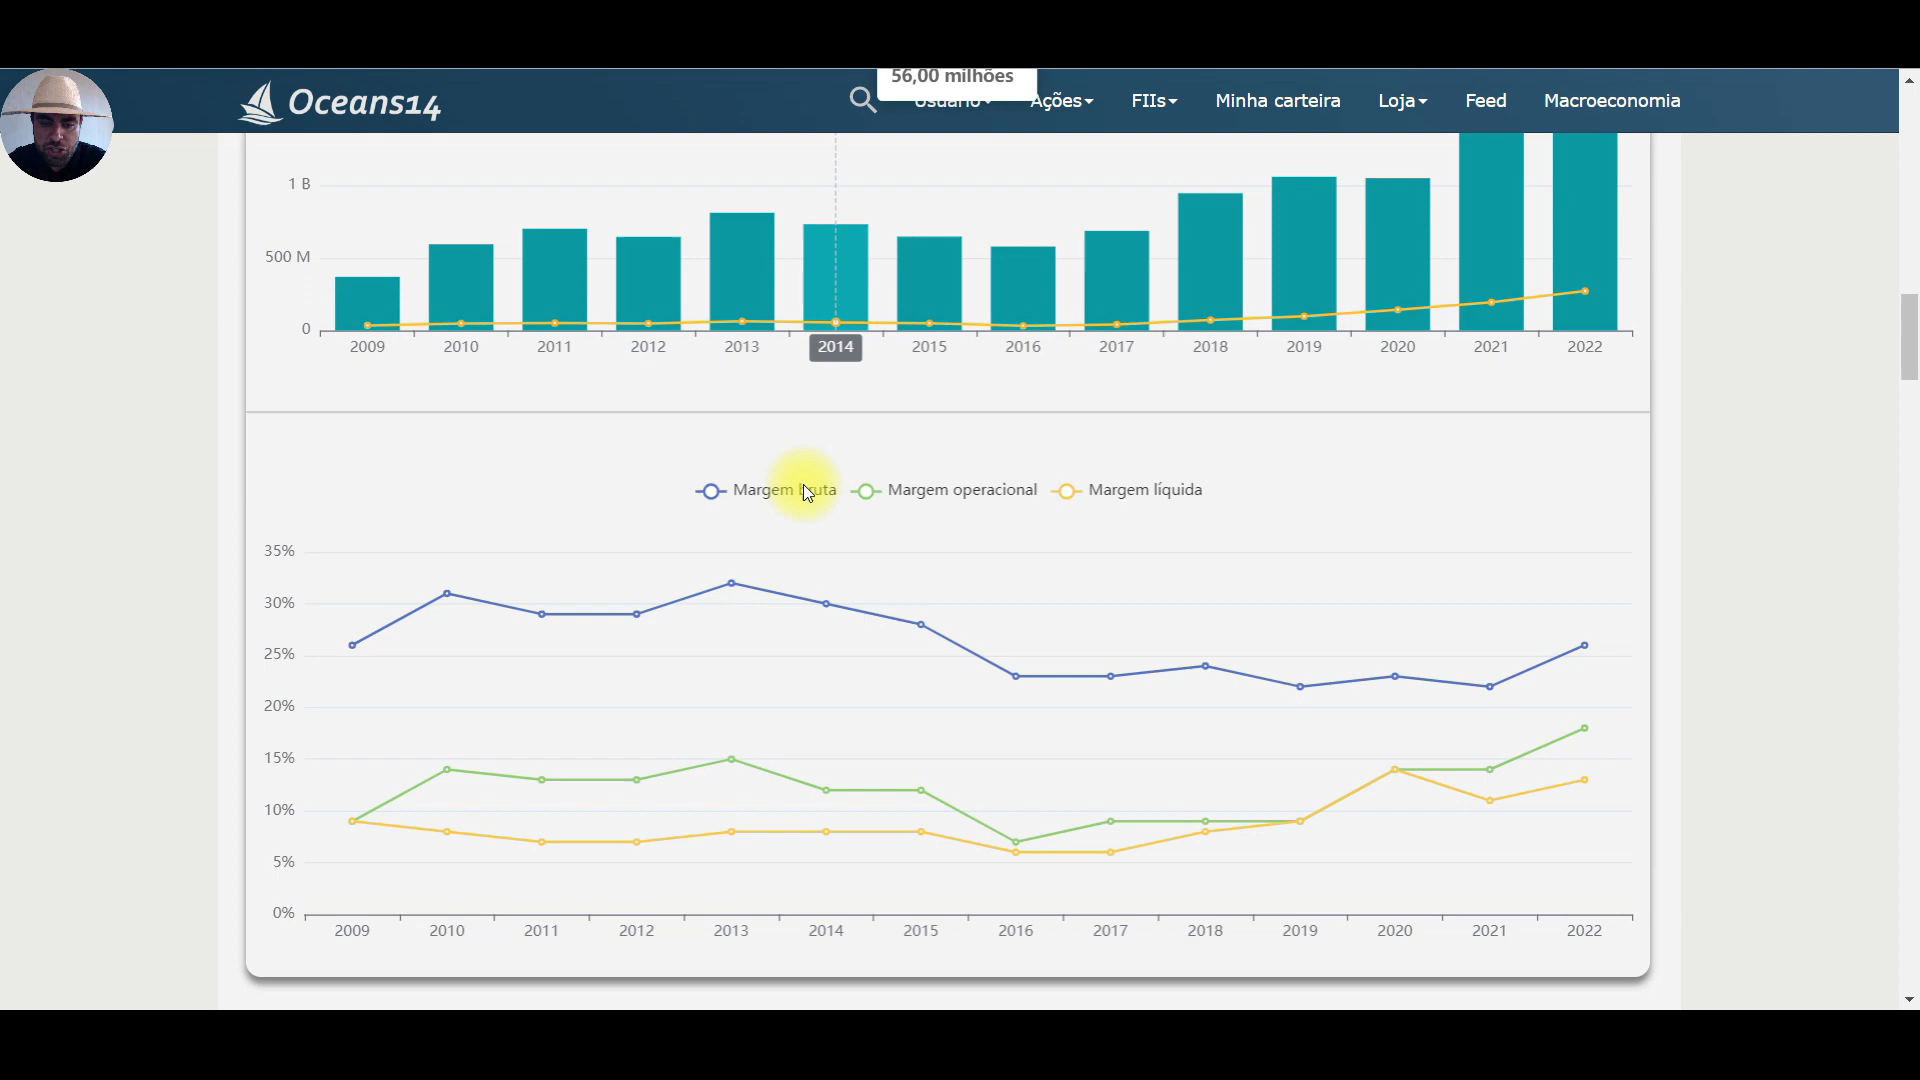 56,00 milhões
Oceans14
Usuário Ações FIIs Minha carteira Loja Feed Macroeconomia
1 B
500 M
0
2009 2010 2011 2012 2013 2014 2015 2016 2017 2018 2019 2020 2021 2022
Margem bruta Margem operacional Margem líquida
35%
30%
25%
20%
15%
10%
5%
0%
2009 2010 2011 2012 2013 2014 2015 2016 2017 2018 2019 2020 2021 2022